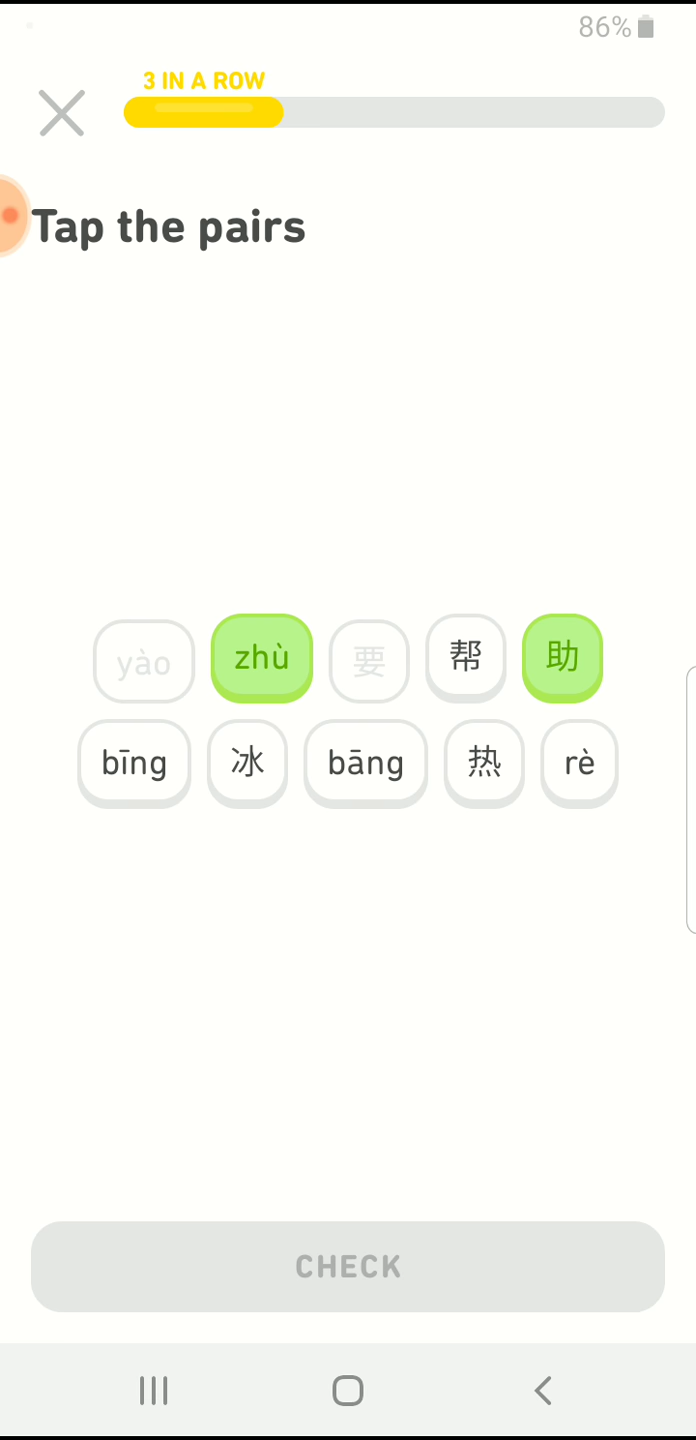 86%
3 IN A ROW
Tap the pairs
yào zhù 要 帮 助
bīng 冰 bāng 热 rè
CHECK